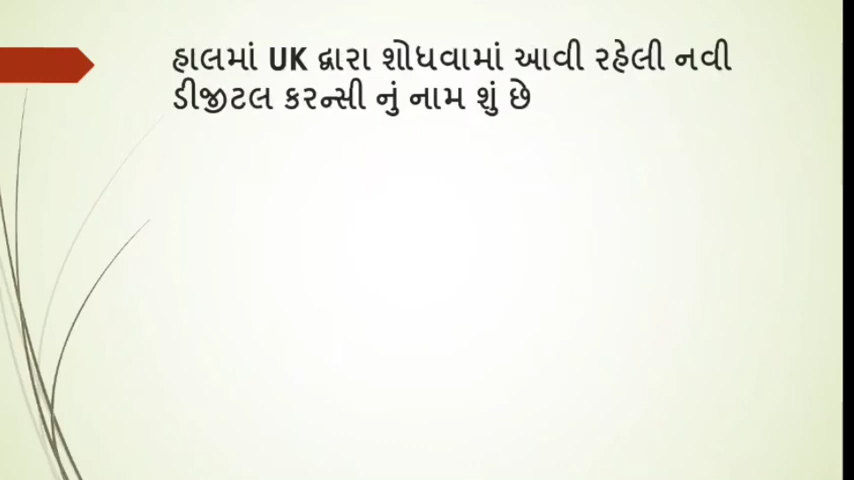 હાલમાં UK દ્વારા શોધવામાં આવી રહેલી નવી
ડીજીટલ કરન્સી નું નામ શું છે